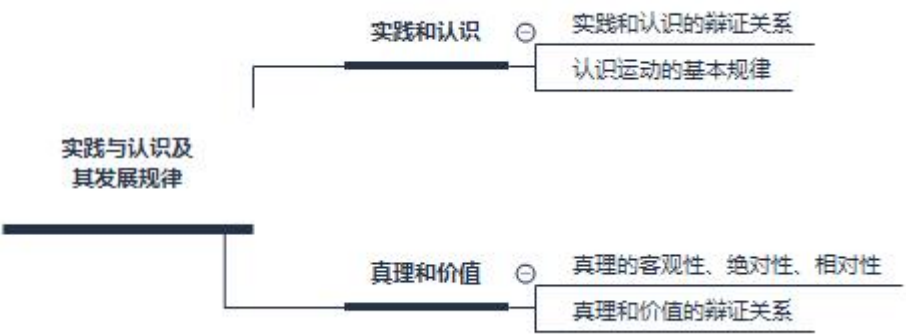 实践和认识
实践和认识的辩证关系
认识运动的基本规律
实践与认识及
其发展规律
真理和价值
真理的客观性、绝对性、相对性
真理和价值的辩证关系